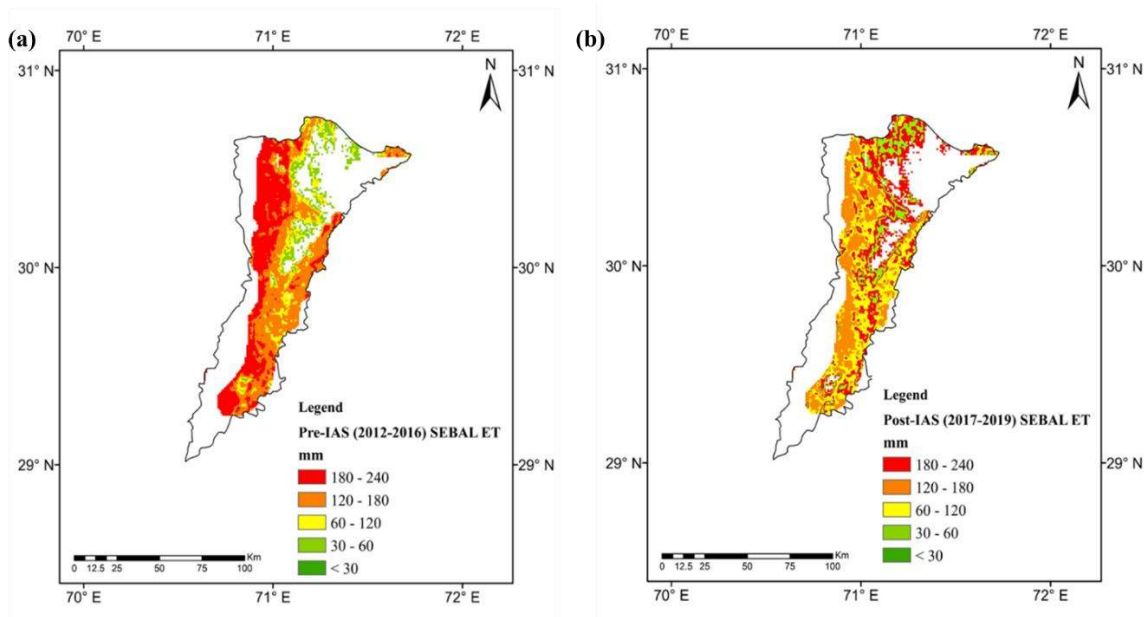 (a)
70° E
71° E
72° E
31° N
31° N
N
30° N
30° N
29° N
29° N
Legend
Pre-IAS (2012-2016) SEBAL ET
mm
180 - 240
120 - 180
60 - 120
30 - 60
< 30
Km
0 12.5 25 50 75 100
70° E
71° E
72° E
(b)
70° E
71° E
72° E
31° N
31° N
N
30° N
30° N
29° N
29° N
Legend
Post-IAS (2017-2019) SEBAL ET
mm
180 - 240
120 - 180
60 - 120
30 - 60
< 30
Km
0 12.5 25 50 75 100
70° E
71° E
72° E